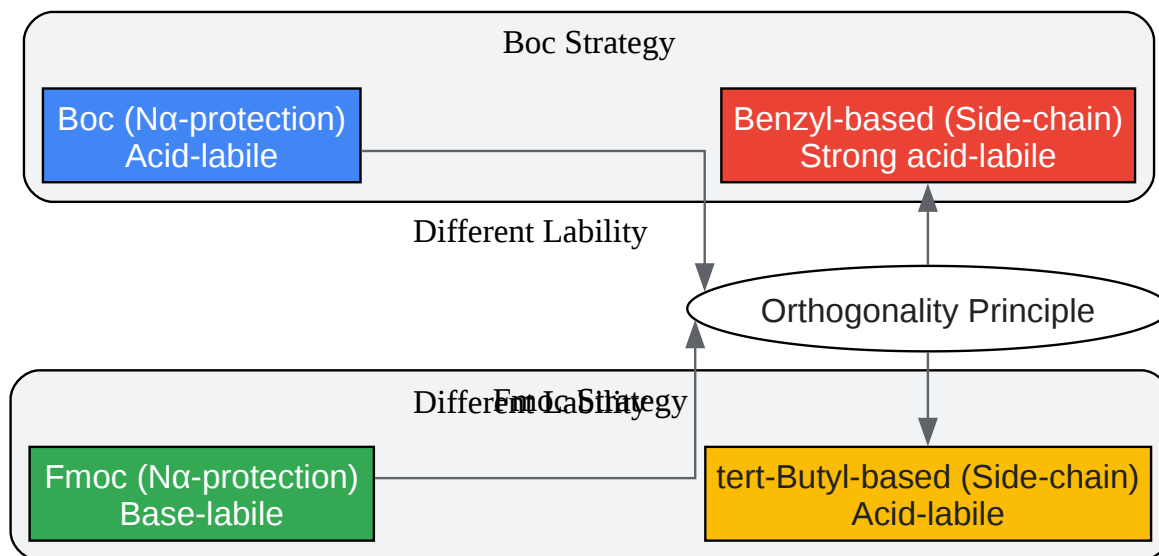 Boc Strategy
Boc (Nα-protection)
Acid-labile
Benzyl-based (Side-chain)
Strong acid-labile
Different Lability
Orthogonality Principle
Different Lability
Fmoc Strategy
Fmoc (Nα-protection)
Base-labile
tert-Butyl-based (Side-chain)
Acid-labile